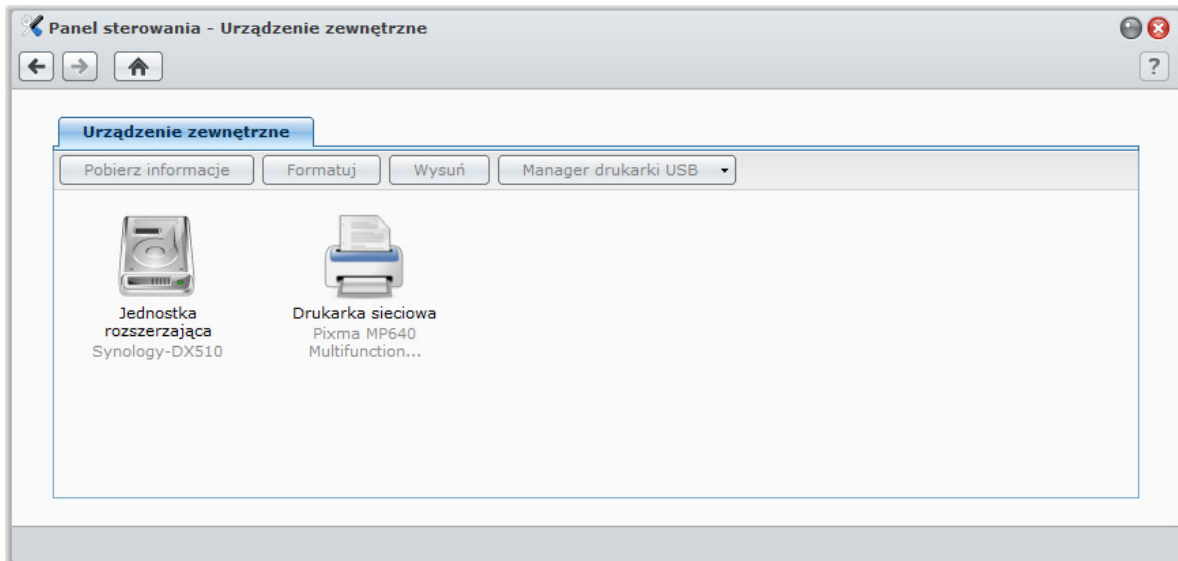 Panel sterowania - Urządzenie zewnętrzne
?
Urządzenie zewnętrzne
Pobierz informacje Formatuj Wysuń Manager drukarki USB
Jednostka
rozszerzająca
Synology-DX510
Drukarka sieciowa
Pixma MP640
Multifunction...